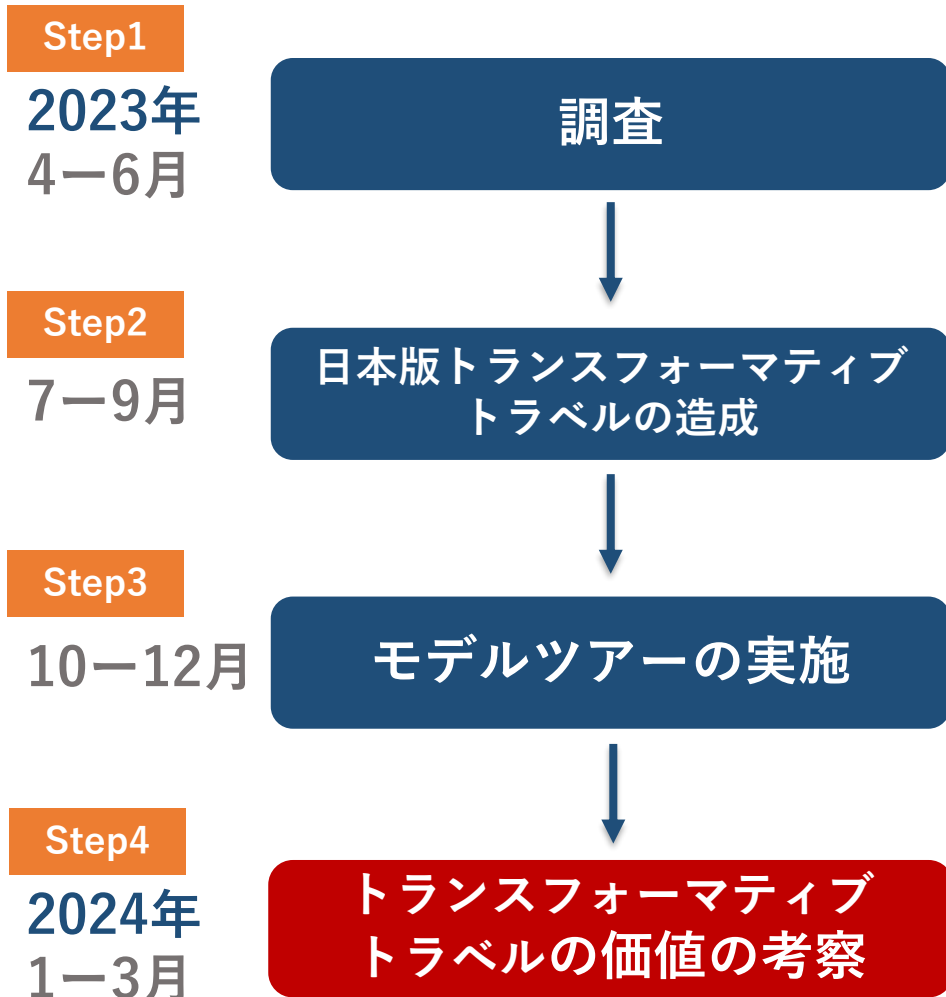 Step1
2023年
4ー6月
調査
Step2
7ー9月
日本版トランスフォーマティブ
トラベルの造成
Step3
10ー12月
モデルツアーの実施
Step4
2024年
1ー3月
トランスフォーマティブ
トラベルの価値の考察